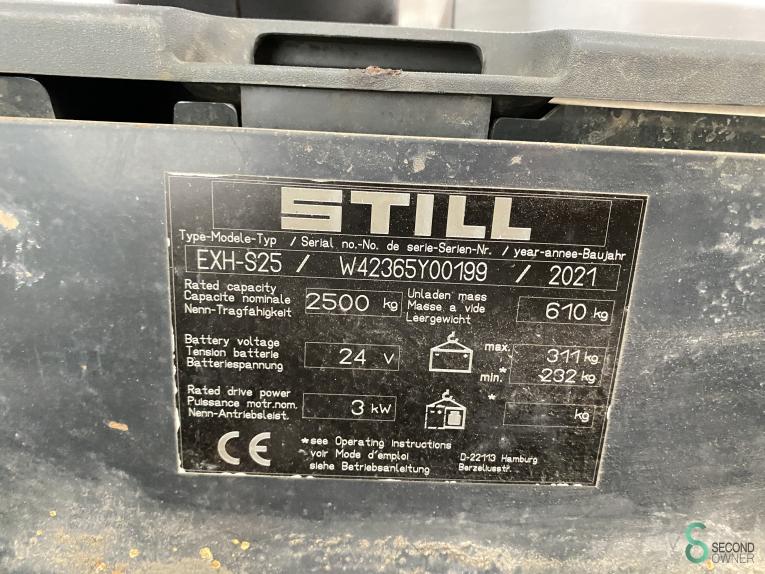 STILL
Type-Modele-Typ / Serial no.-No. de serie-Serien-Nr. / year-annee-Baujahr
EXH-S25 / W42365Y00199 / 2021
Rated capacity
Capacite nominale
Nenn-Tragfähigkeit
2500 kg
Unladen mass
Masse a vide
Leergewicht
610 kg
Battery voltage
Tension batterie
Batteriespannung
24 V
max. 311 kg
min. * 232 kg
Rated drive power
Puissance motr.nom.
Nenn-Antriebsleist.
3 kW
* kg
CE
*see Operating Instructions
voir Mode d'emploi
siehe Betriebsanleitung
D-22113 Hamburg
Berzeliusstr.
SECOND
OWNER